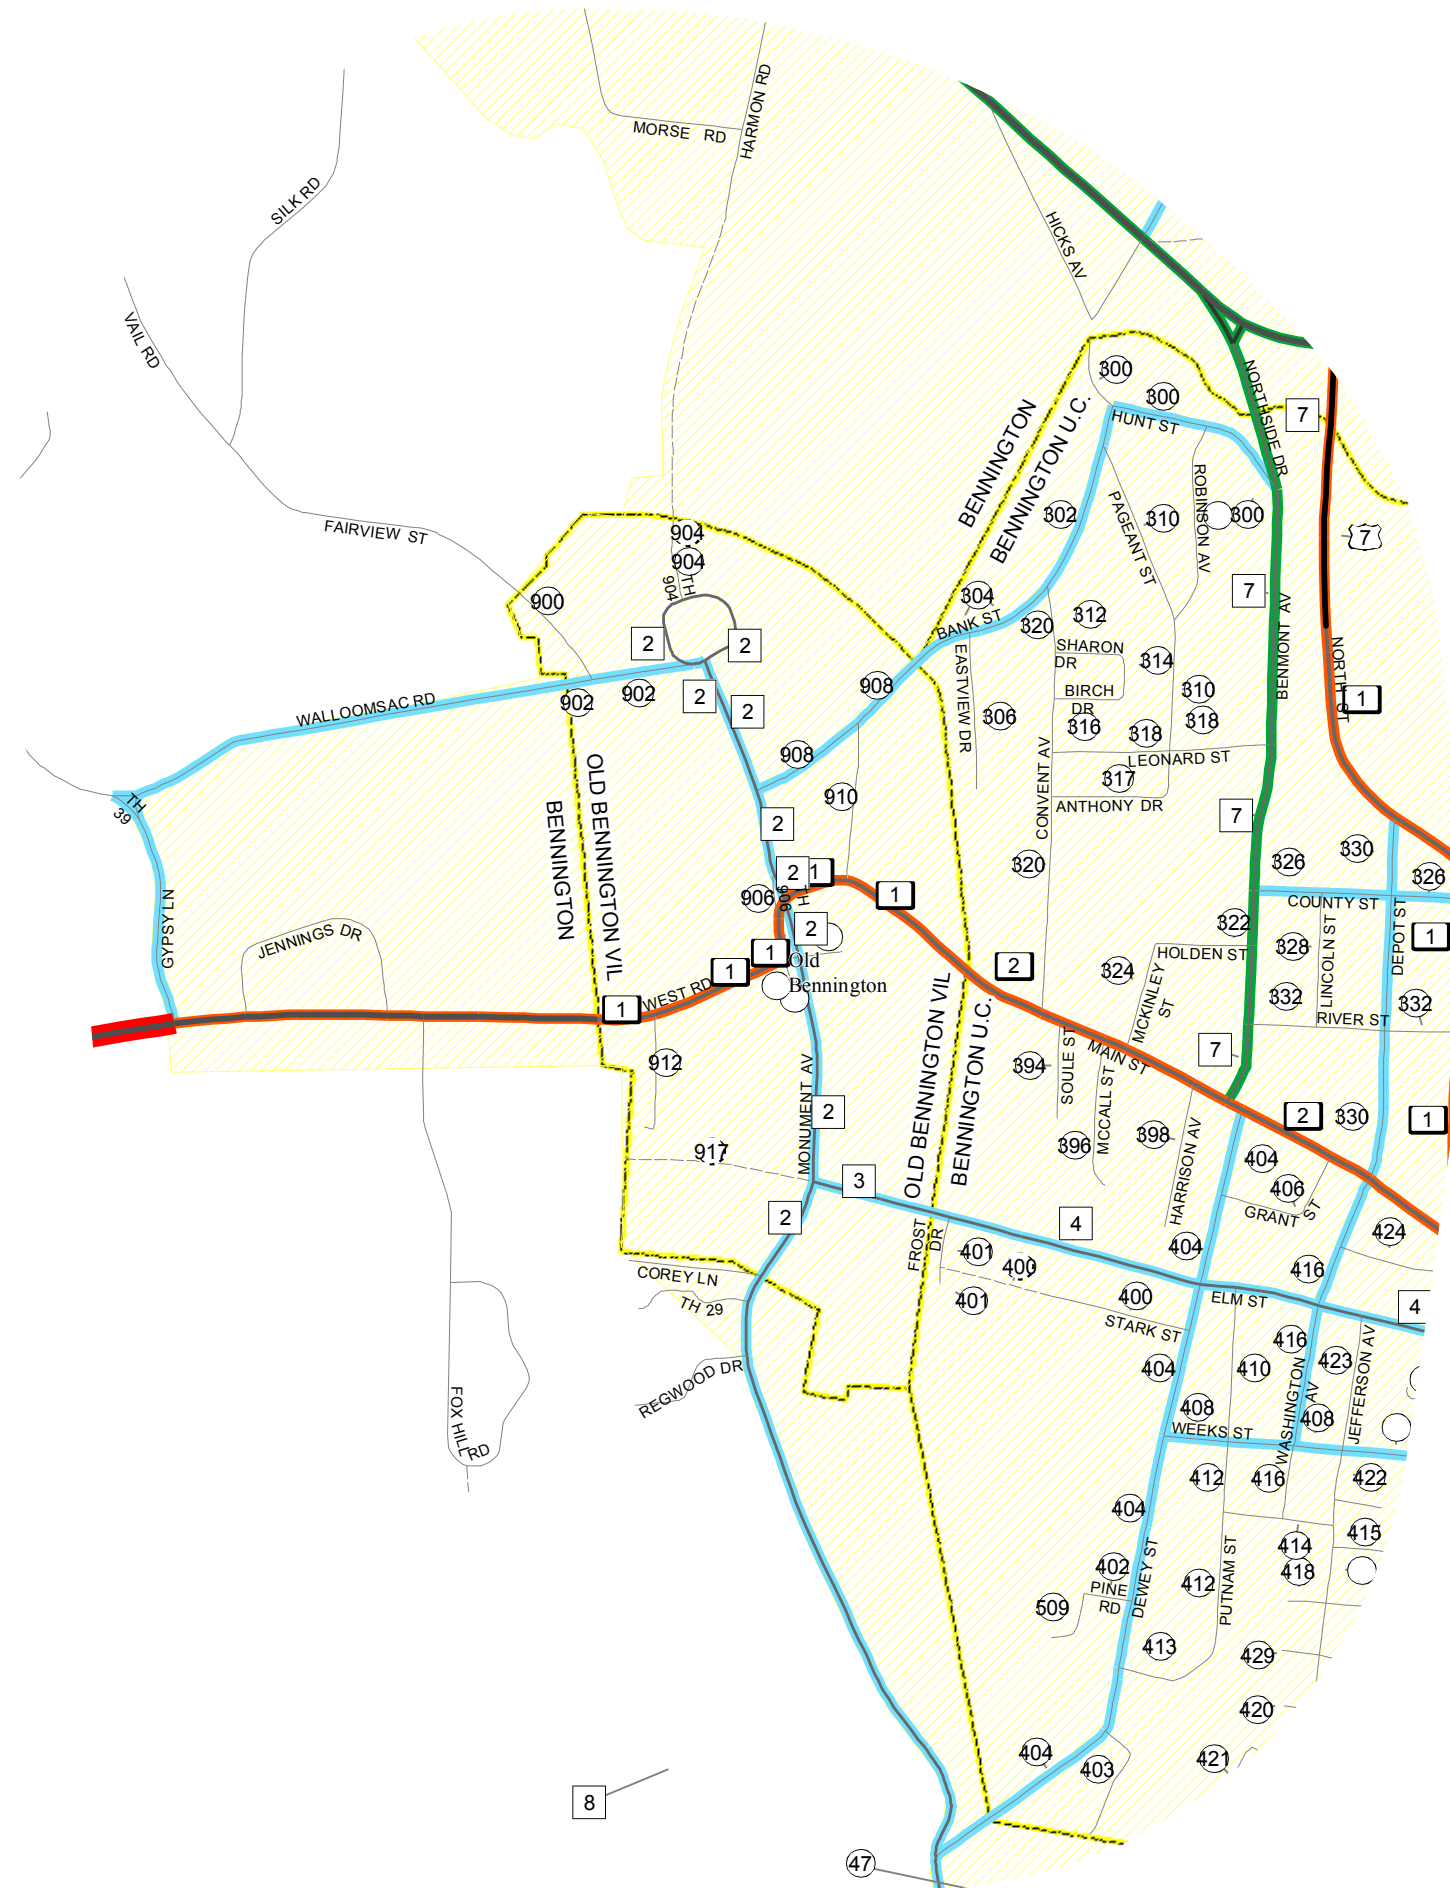 HARMON RD
MORSE RD
SILK RD
HICKS AV
VAIL RD
300
NORTHSIDE DR
300
BENNINGTON
BENNINGTON U.C.
7
HUNT ST
ROBINSON AV
PAGEANT ST
302
310
300
FAIRVIEW ST
904
7
904
TH
904
7
900
304
312
BENMONT AV
BANK ST
320
2
2
SHARON
DR
NORTH ST
EASTVIEW DR
314
908
BIRCH
DR
310
902
902
2
1
WALLOOMSAC RD
2
306
316
318
318
908
LEONARD ST
OLD BENNINGTON VIL
BENNINGTON
317
CONVENT AV
910
ANTHONY DR
TH
39
2
7
330
326
320
2
1
326
906
TH
906
1
COUNTY ST
GYPSY LN
2
322
LINCOLN ST
DEPOT ST
JENNINGS DR
1
328
1
HOLDEN ST
Old
1
2
324
Bennington
WEST RD
MCKINLEY
ST
332
332
1
OLD BENNINGTON VIL
BENNINGTON U.C.
RIVER ST
SOULE ST
MAIN ST
7
912
394
MCCALL ST
MONUMENT AV
2
2
330
1
398
396
HARRISON AV
917
404
3
406
2
GRANT ST
4
424
FROST
DR
401
404
400
416
COREY LN
400
401
ELM ST
4
TH 29
STARK ST
416
423
JEFFERSON AV
REGWOOD DR
404
410
WASHINGTON
AV
FOX HILL
RD
408
408
WEEKS ST
412
416
422
404
415
DEWEY ST
PUTNAM ST
414
402
418
PINE
RD
412
509
413
429
420
404
421
403
8
47